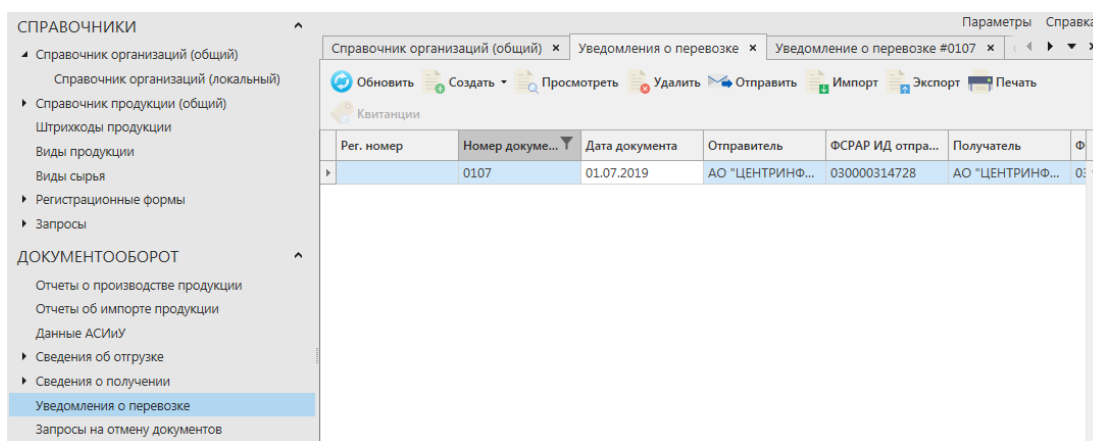 СПРАВОЧНИКИ
Справочник организаций (общий)
Справочник организаций (локальный)
Справочник продукции (общий)
Штрихкоды продукции
Виды продукции
Виды сырья
Регистрационные формы
Запросы
ДОКУМЕНТООБОРОТ
Отчеты о производстве продукции
Отчеты об импорте продукции
Данные АСИиУ
Сведения об отгрузке
Сведения о получении
Уведомления о перевозке
Запросы на отмену документов
Параметры Справка
Справочник организаций (общий) × Уведомления о перевозке × Уведомление о перевозке #0107 ×
Обновить Создать Просмотреть Удалить Отправить Импорт Экспорт Печать
Квитанции
Рег. номер Номер докуме... Дата документа Отправитель ФСРАР ИД отпра... Получатель Ф
0107 01.07.2019 АО "ЦЕНТРИНФ... 030000314728 АО "ЦЕНТРИНФ...